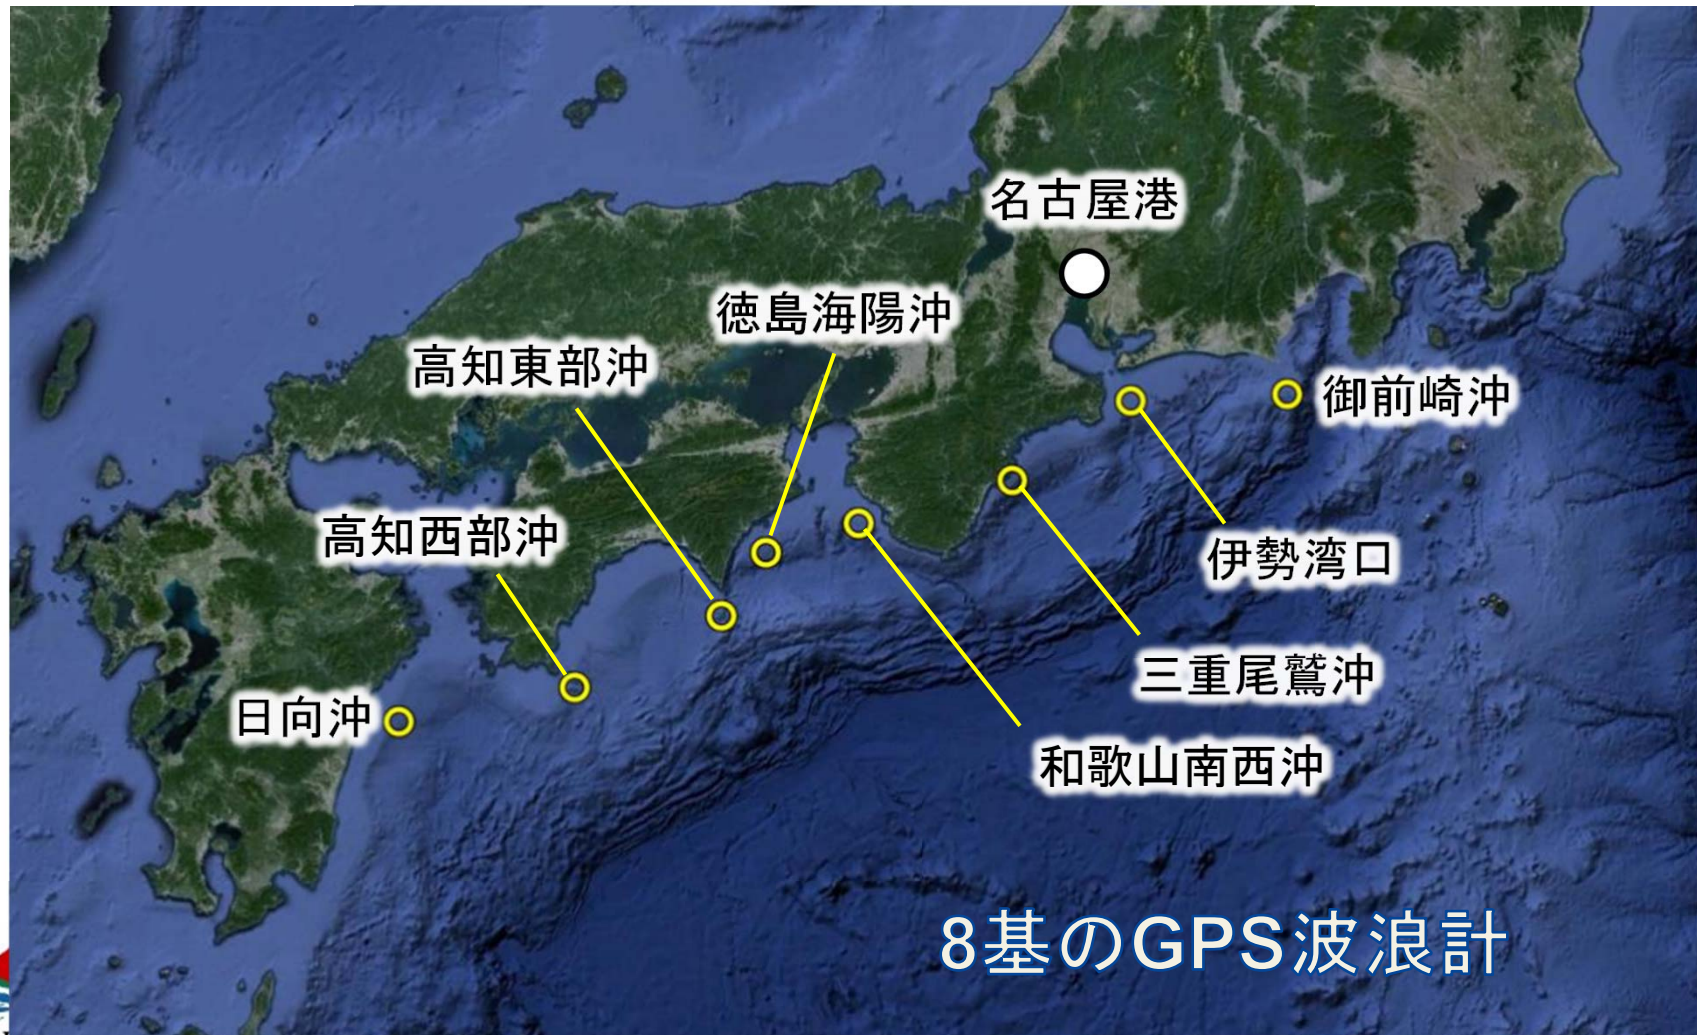 名古屋港
徳島海陽沖
高知東部沖
御前崎沖
高知西部沖
伊勢湾口
三重尾鷲沖
日向沖
和歌山南西沖
8基のGPS波浪計